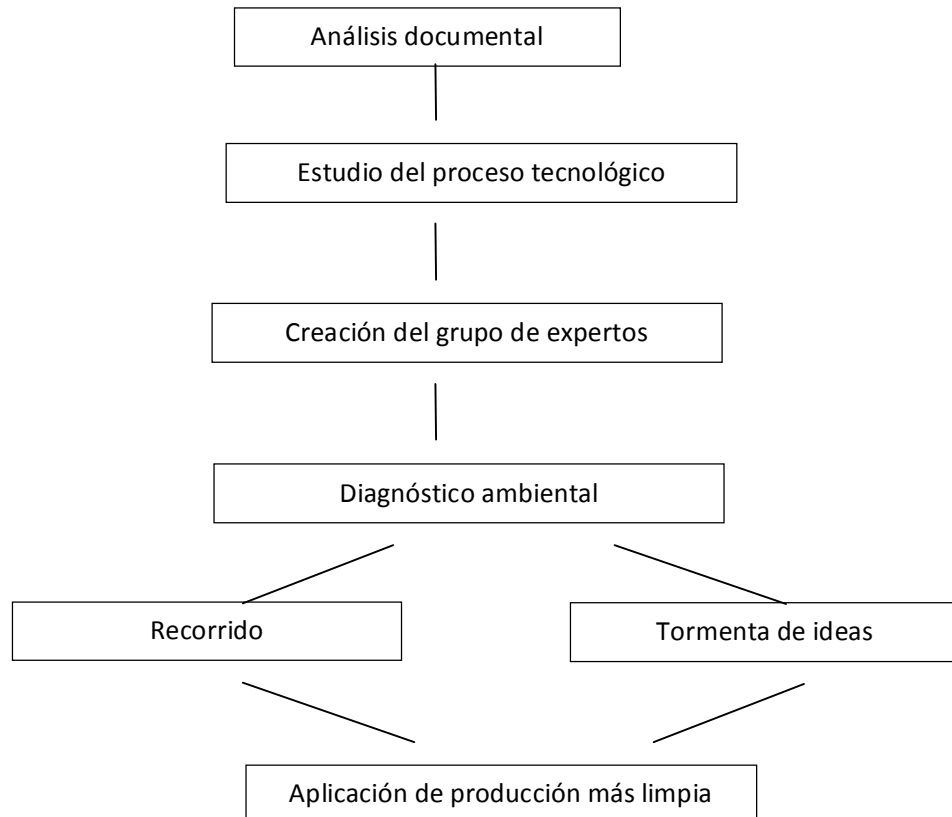 Análisis documental
Estudio del proceso tecnológico
Creación del grupo de expertos
Diagnóstico ambiental
Recorrido
Tormenta de ideas
Aplicación de producción más limpia